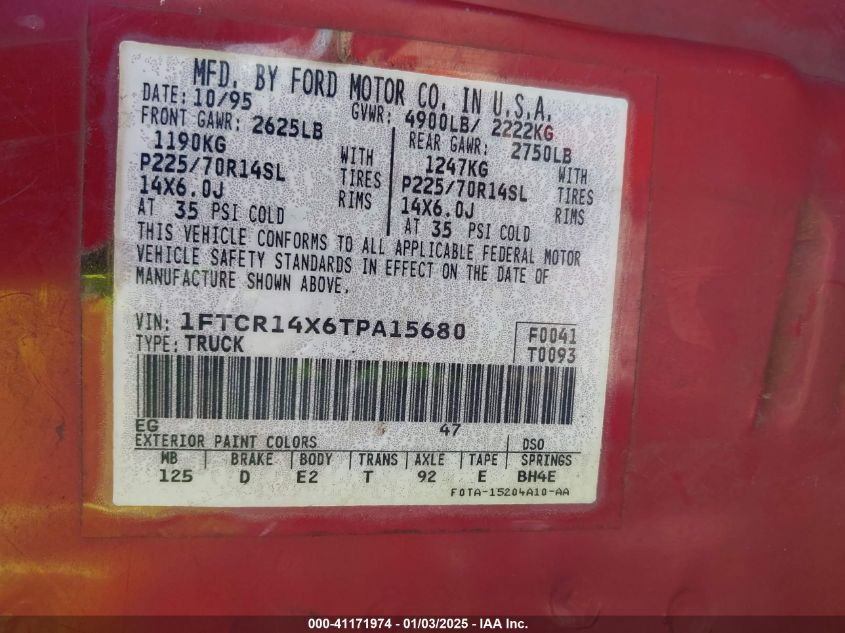 MFD. BY FORD MOTOR CO. IN U.S.A.
DATE: 10/95 GVWR: 4900LB/ 2222KG
FRONT GAWR: 2625LB REAR GAWR: 2750LB
1190KG WITH 1247KG WITH
P225/70R14SL TIRES P225/70R14SL TIRES
14X6.0J RIMS 14X6.0J RIMS
AT 35 PSI COLD AT 35 PSI COLD
THIS VEHICLE CONFORMS TO ALL APPLICABLE FEDERAL MOTOR
VEHICLE SAFETY STANDARDS IN EFFECT ON THE DATE OF
MANUFACTURE SHOWN ABOVE.
VIN: 1FTCR14X6TPA15680 F0041
TYPE: TRUCK T0093
EG 47
EXTERIOR PAINT COLORS DSO
WB BRAKE BODY TRANS AXLE TAPE SPRINGS
125 D E2 T 92 E BH4E
F0TA-15204A10-AA
000-41171974 - 01/03/2025 - IAA Inc.